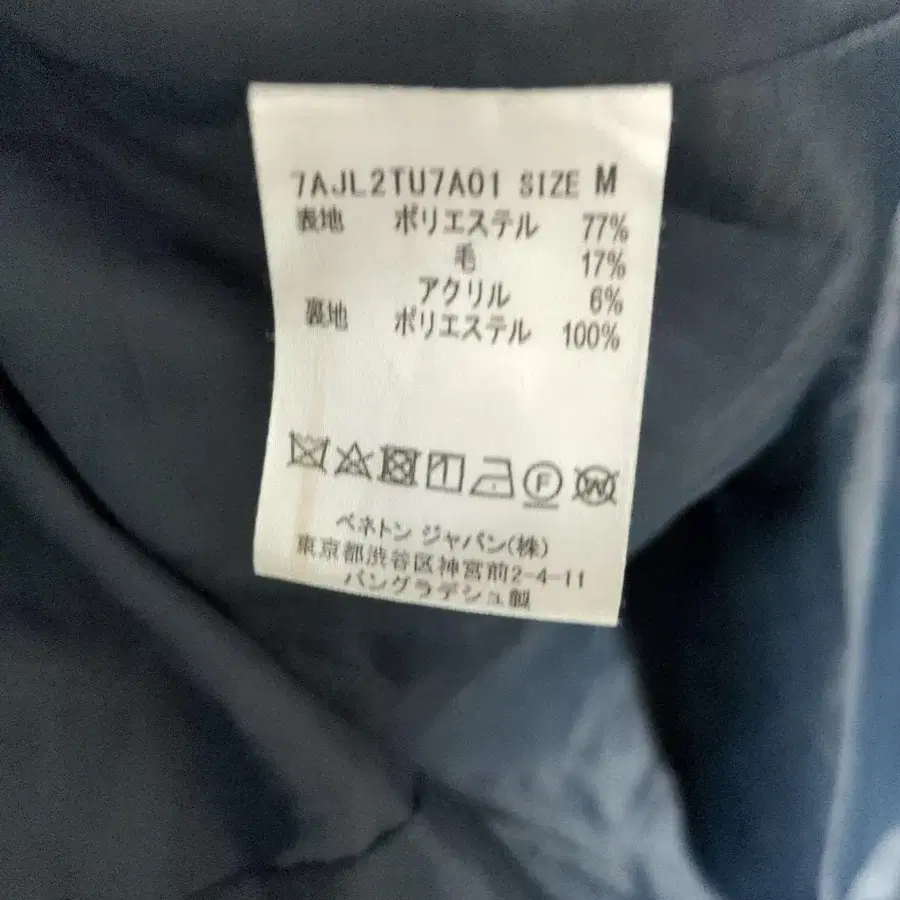 7AJL2TU7A01 SIZE M
表地 ポリエステル 77%
毛 17%
アクリル 6%
裏地 ポリエステル 100%
F W
ベネトン ジャパン(株)
東京都渋谷区神宮前2-4-11
バングラデシュ製